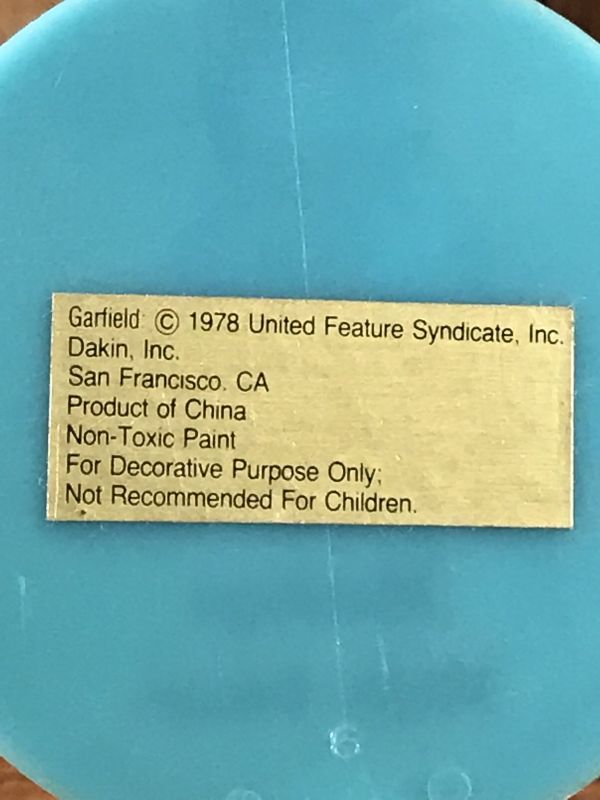 Garfield: © 1978 United Feature Syndicate, Inc.
Dakin, Inc.
San Francisco, CA
Product of China
Non-Toxic Paint
For Decorative Purpose Only;
Not Recommended For Children.
6